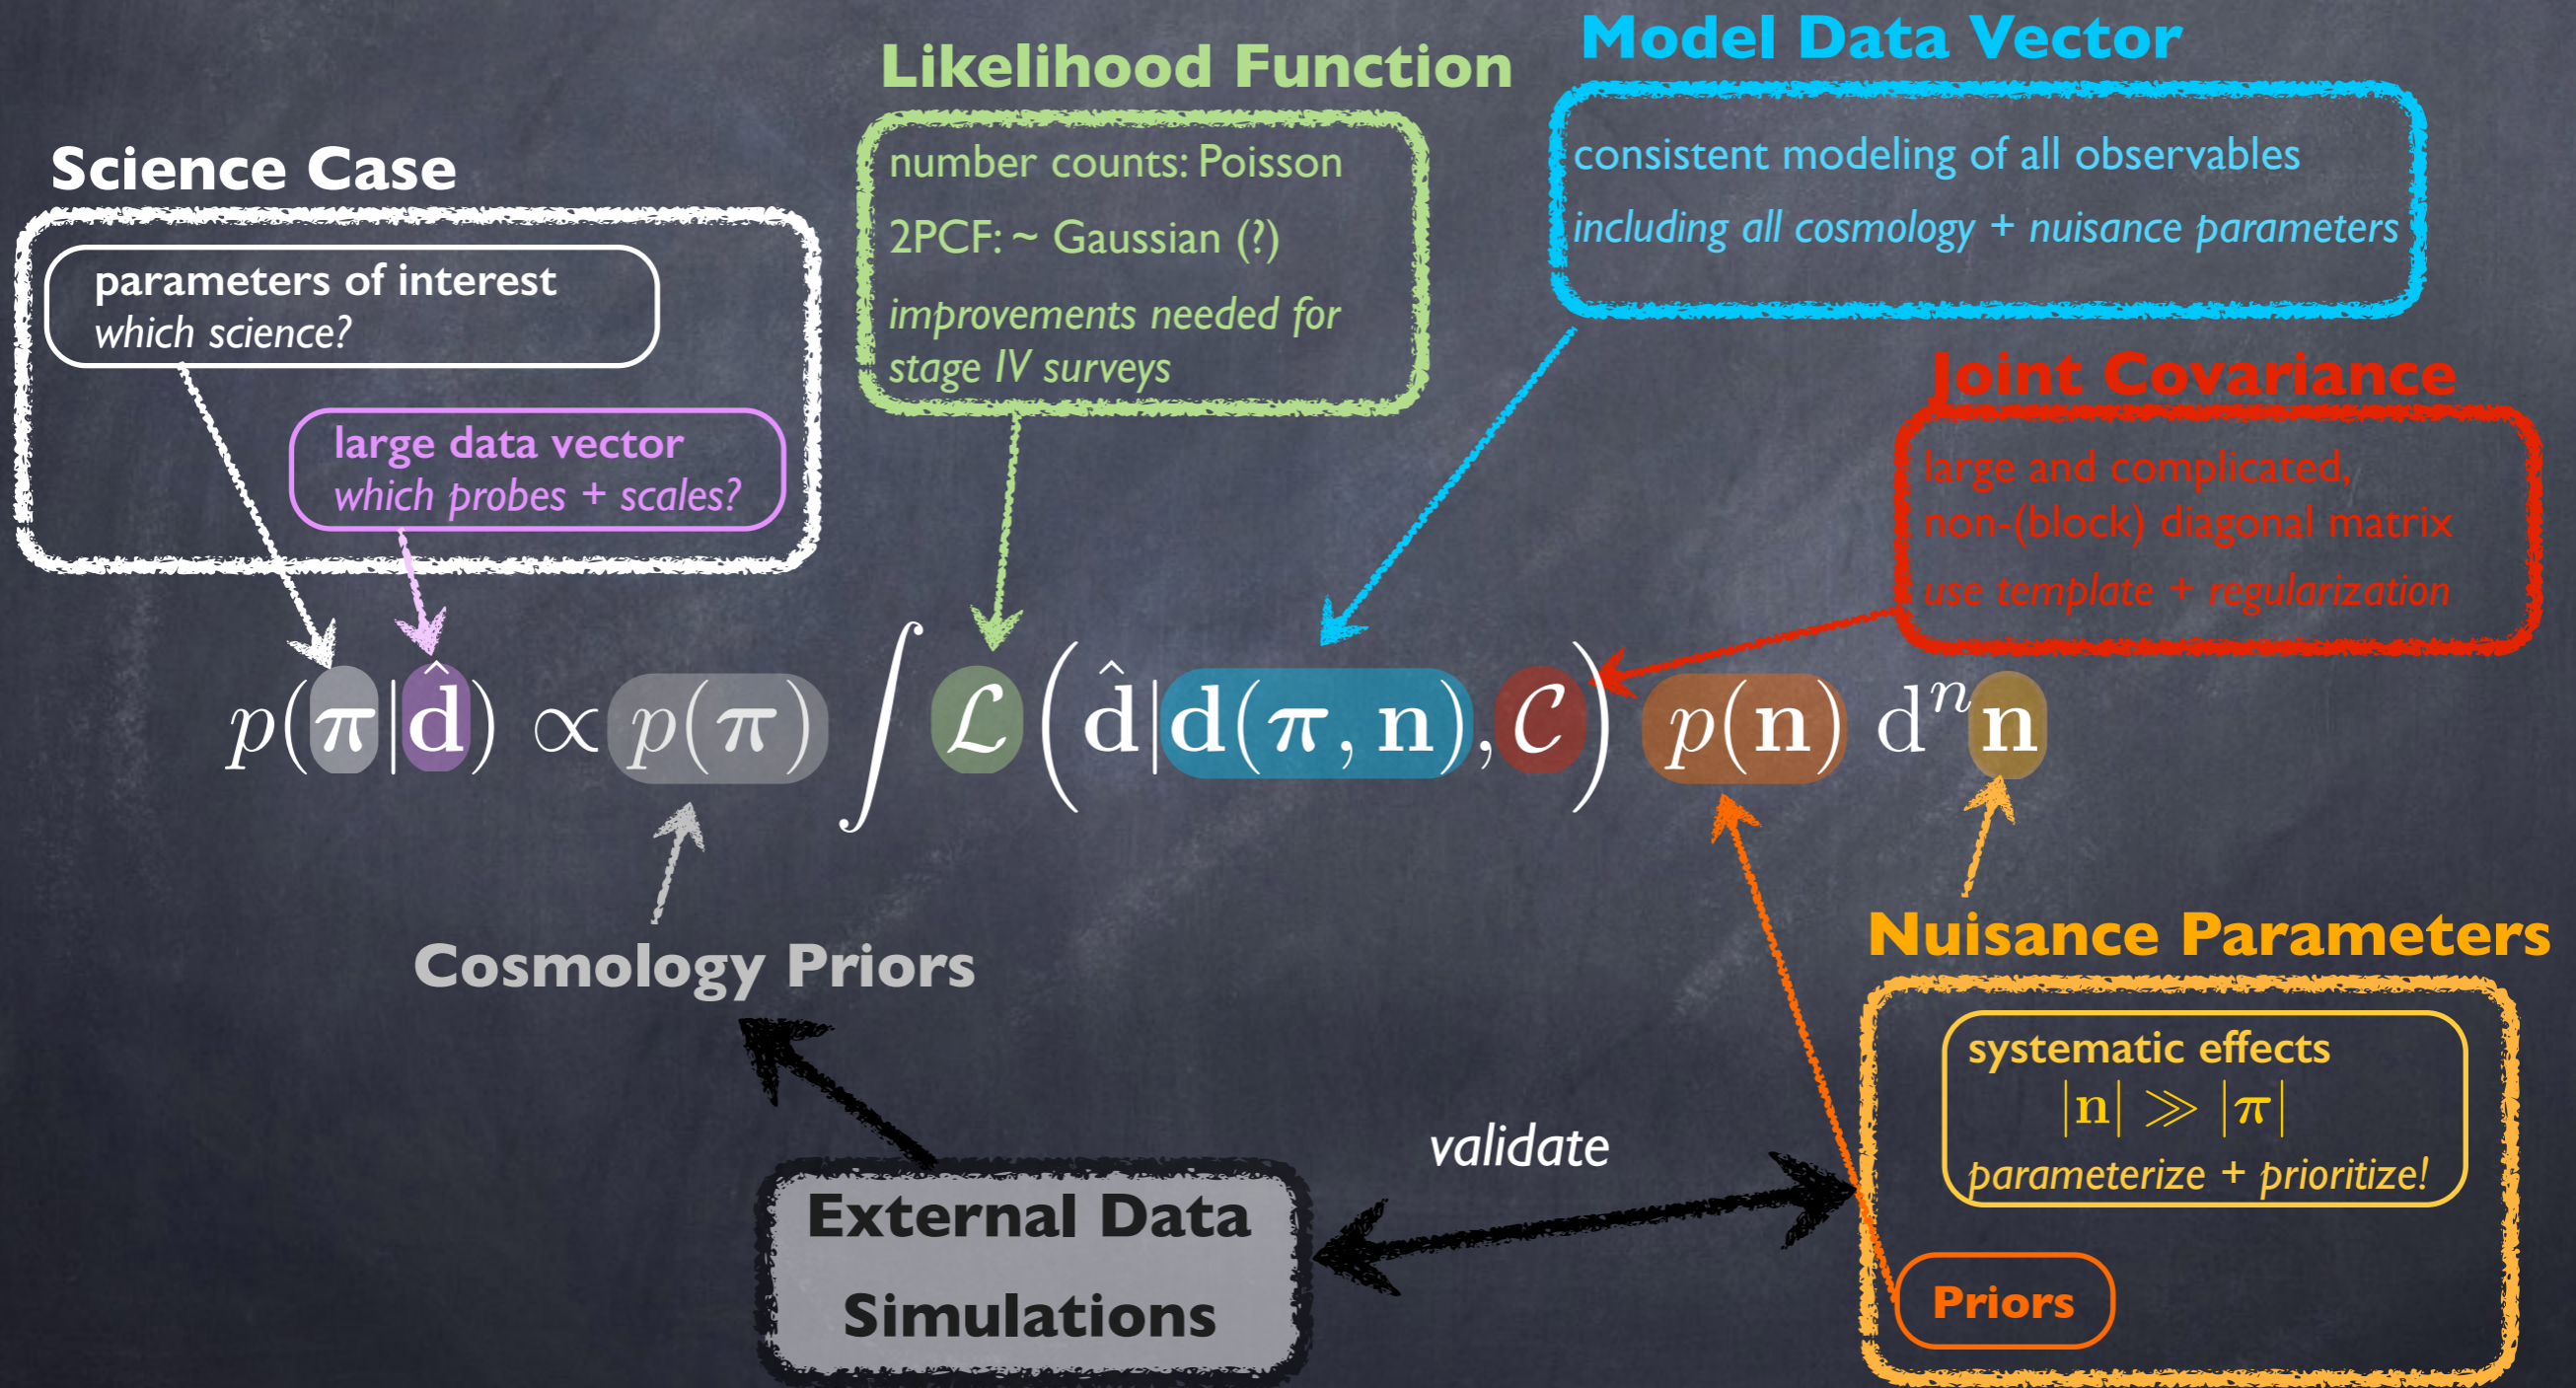 Science Case
parameters of interest
which science?
large data vector
which probes + scales?
Likelihood Function
number counts: Poisson
2PCF: ~ Gaussian (?)
improvements needed for
stage IV surveys
Model Data Vector
consistent modeling of all observables
including all cosmology + nuisance parameters
Joint Covariance
large and complicated,
non-(block) diagonal matrix
use template + regularization
p(π|d̂) ∝ p(π) ∫ ℒ(d̂|d(π, n), 𝒞) p(n) dⁿn
Cosmology Priors
External Data
Simulations
validate
Nuisance Parameters
systematic effects
|n| ≫ |π|
parameterize + prioritize!
Priors